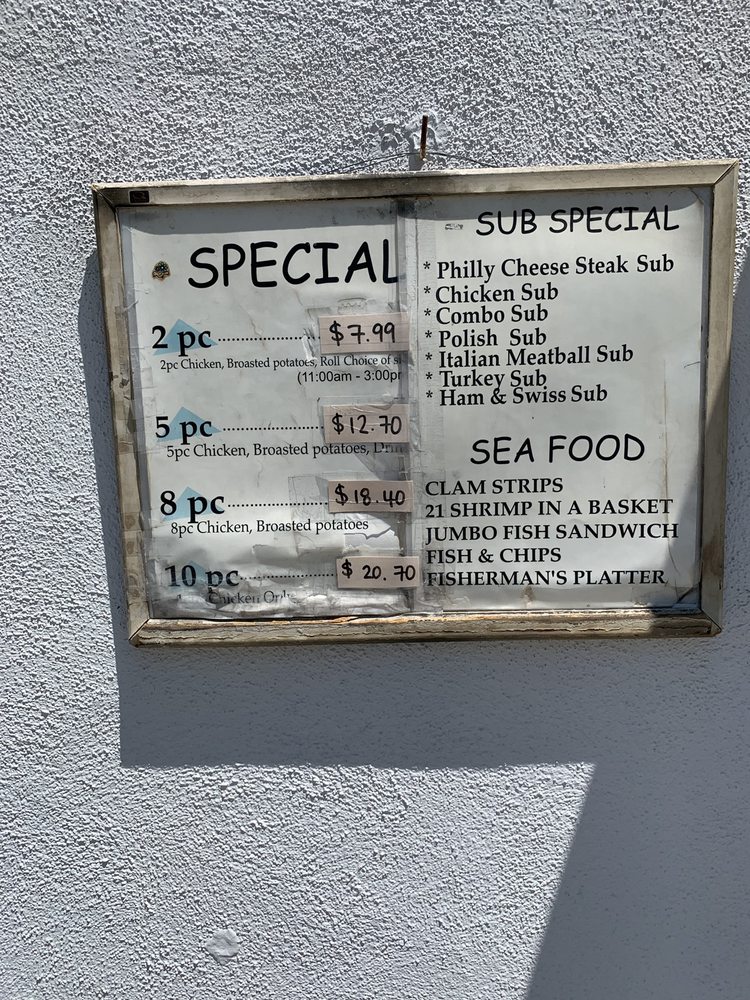 SPECIAL
2 pc.................... $7.99
2pc Chicken, Broasted potatoes, Roll Choice of
(11:00am - 3:00pr
5 pc.................... $12.70
5pc Chicken, Broasted potatoes,
8 pc.................... $18.40
8pc Chicken, Broasted potatoes
10 pc.................... $20.70
Chicken Only
SUB SPECIAL
* Philly Cheese Steak Sub
* Chicken Sub
* Combo Sub
* Polish Sub
* Italian Meatball Sub
* Turkey Sub
* Ham & Swiss Sub
SEA FOOD
CLAM STRIPS
21 SHRIMP IN A BASKET
JUMBO FISH SANDWICH
FISH & CHIPS
FISHERMAN'S PLATTER